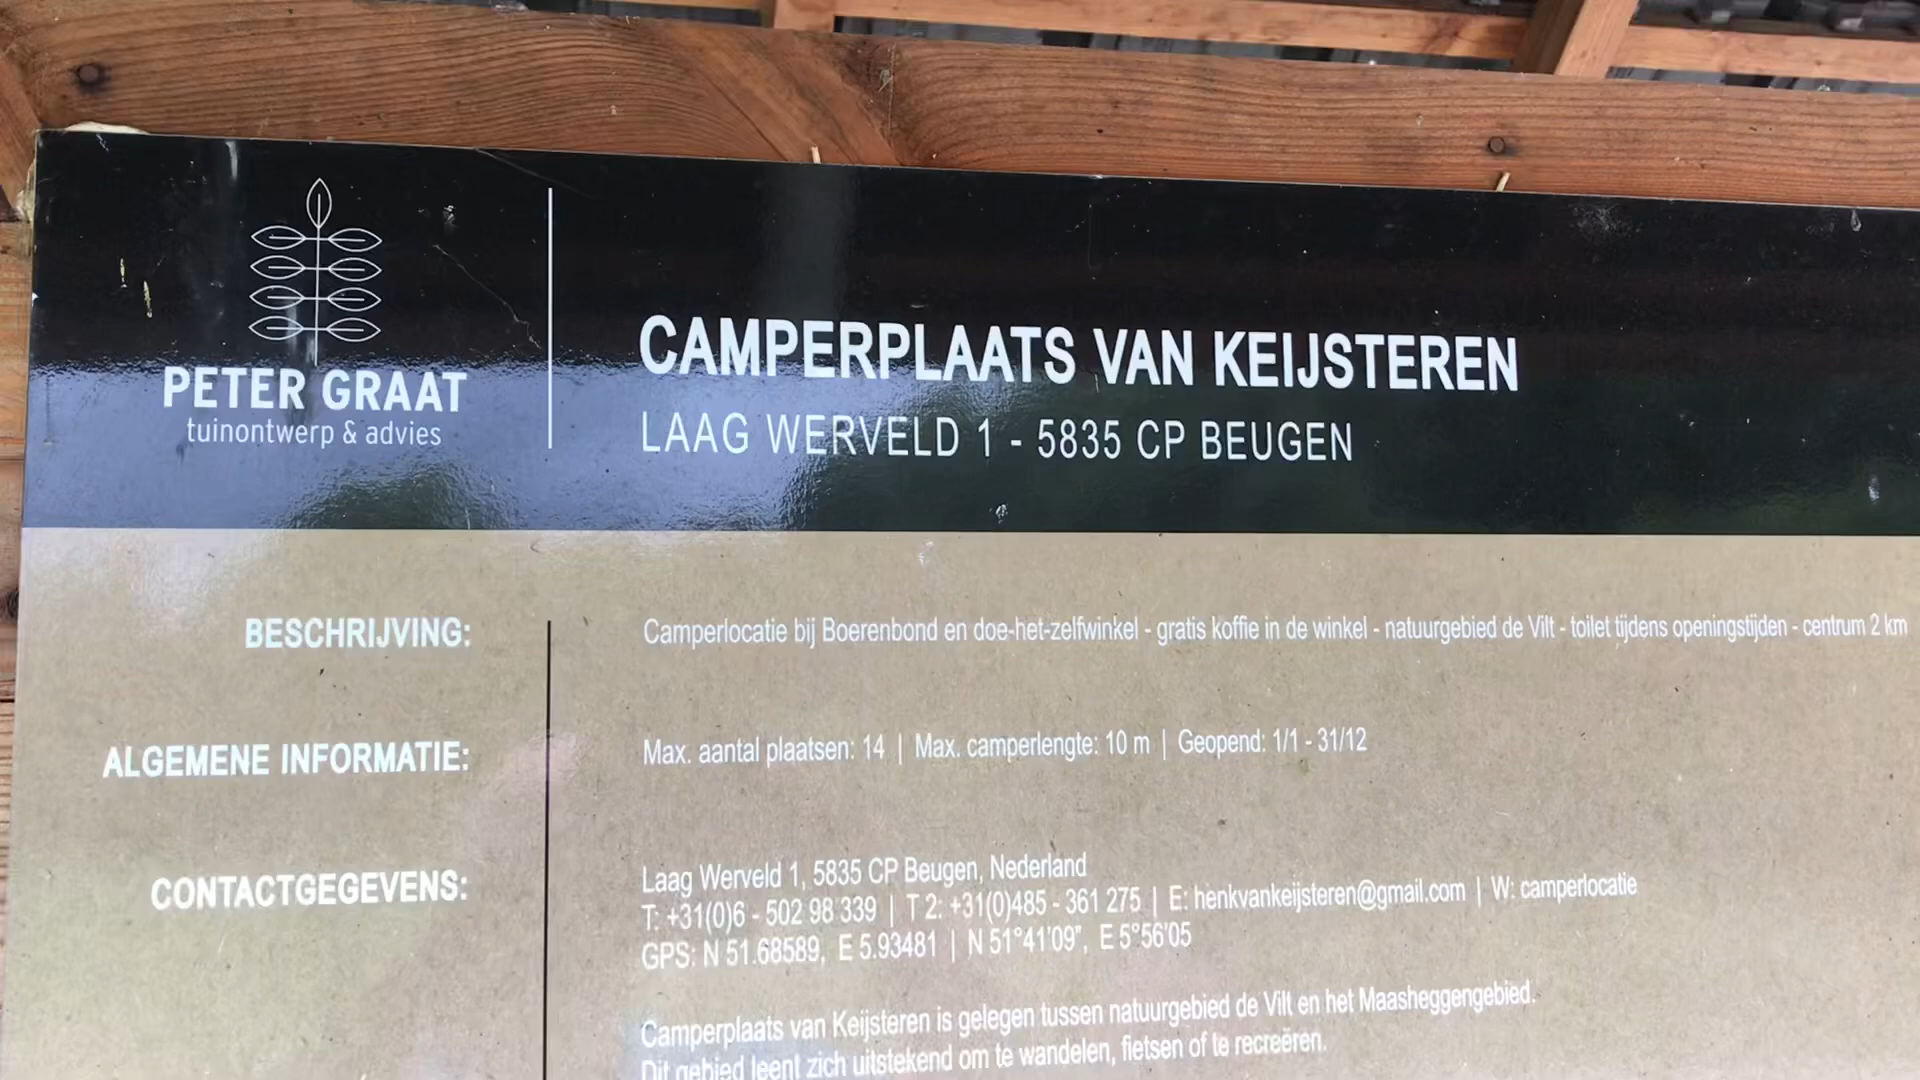 PETER GRAAT
tuinontwerp & advies
CAMPERPLAATS VAN KEIJSTEREN
LAAG WERVELD 1 - 5835 CP BEUGEN
BESCHRIJVING:
Camperlocatie bij Boerenbond en doe-het-zelfwinkel - gratis koffie in de winkel - natuurgebied de Vilt - toilet tijdens openingstijden - centrum 2 km
ALGEMENE INFORMATIE:
Max. aantal plaatsen: 14 | Max. camperlengte: 10 m | Geopend: 1/1 - 31/12
CONTACTGEGEVENS:
Laag Werveld 1, 5835 CP Beugen, Nederland
T: +31(0)6 - 502 98 339 | T 2: +31(0)485 - 361 275 | E: henkvankeijsteren@gmail.com | W: camperlocatie
GPS: N 51.68589, E 5.93481 | N 51°41'09", E 5°56'05
Camperplaats van Keijsteren is gelegen tussen natuurgebied de Vilt en het Maasheggengebied.
Dit gebied leent zich uitstekend om te wandelen, fietsen of te recreëren.